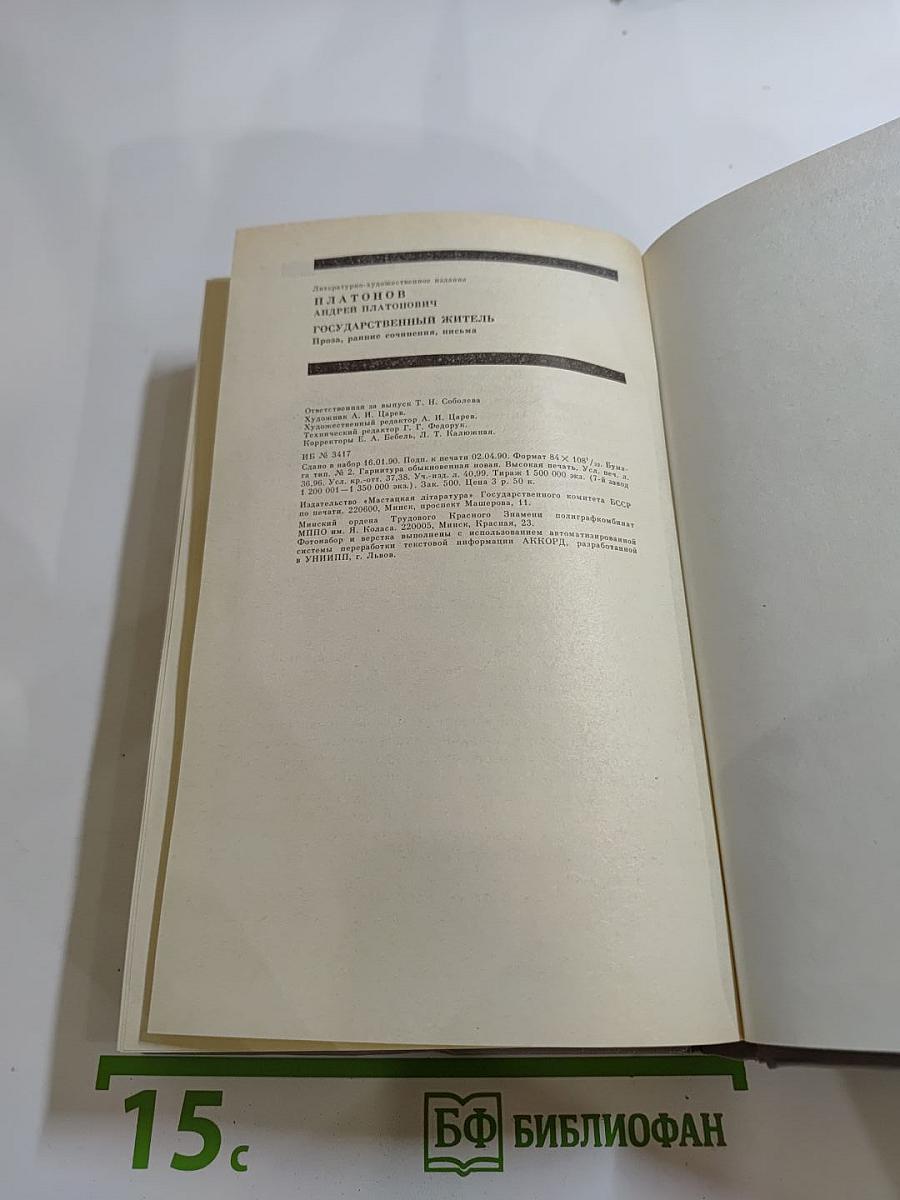 Литературно-художественное издание
ПЛАТОНОВ
АНДРЕЙ ПЛАТОНОВИЧ
ГОСУДАРСТВЕННЫЙ ЖИТЕЛЬ
Проза, ранние сочинения, письма
Ответственная за выпуск Т. Н. Соболева
Художник А. И. Царев.
Художественный редактор А. И. Царев.
Технический редактор Г. Г. Федорук.
Корректоры Е. А. Бебель, Л. Т. Калюжная.
ИБ № 3417
Сдано в набор 16.01.90. Подп. к печати 02.04.90. Формат 84×108¹/₃₂. Бума-
га тип. № 2. Гарнитура обыкновенная новая. Высокая печать. Усл. печ. л.
36,96. Усл. кр.-отт. 37,38. Уч.-изд. л. 40,99. Тираж 1 500 000 экз. (7-й завод
1 200 001—1 350 000 экз.). Зак. 500. Цена 3 р. 50 к.
Издательство «Мастацкая літаратура» Государственного комитета БССР
по печати. 220600, Минск, проспект Машерова, 11.
Минский ордена Трудового Красного Знамени полиграфкомбинат
МППО им. Я. Коласа. 220005, Минск, Красная, 23.
Фотонабор и верстка выполнены с использованием автоматизированной
системы переработки текстовой информации АККОРД, разработанной
в УНИИПП, г. Львов.
15 с
БФ БИБЛИОФАН